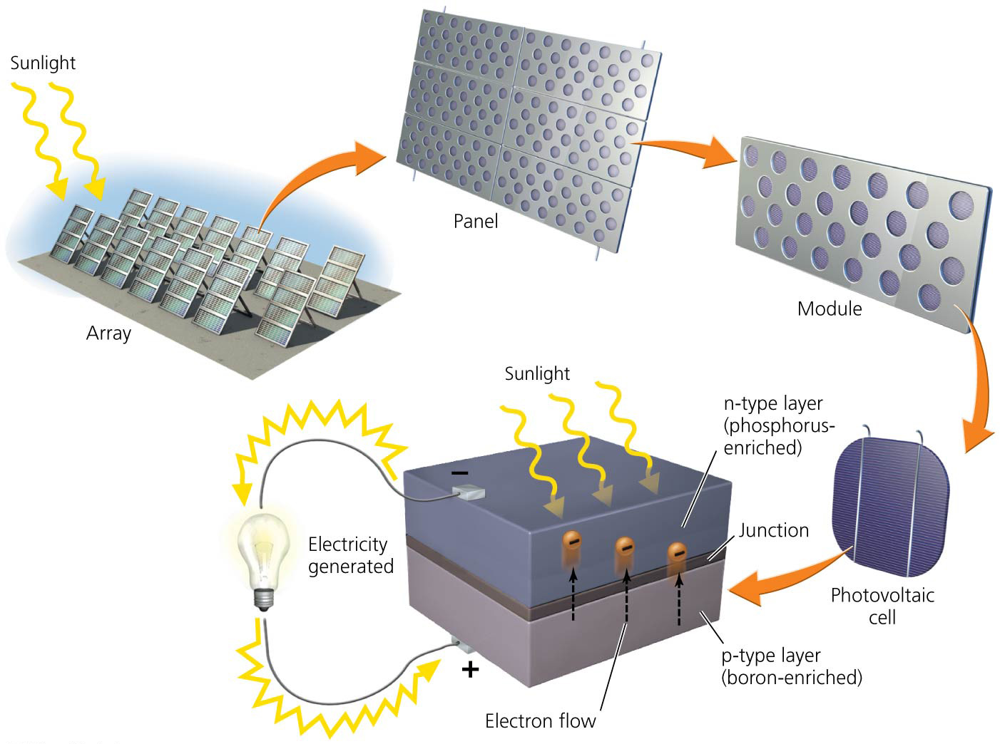 Sunlight
Panel
Module
Array
Sunlight
n-type layer
(phosphorus-
enriched)
–
Junction
Electricity
generated
Photovoltaic
cell
p-type layer
(boron-enriched)
+
Electron flow